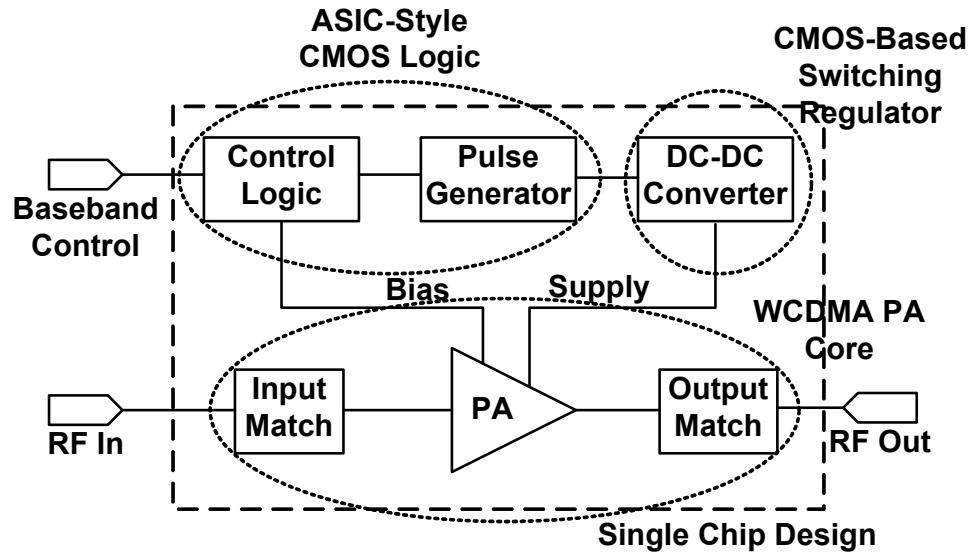 ASIC-Style
CMOS Logic
CMOS-Based
Switching
Regulator
Control
Logic
Pulse
Generator
DC-DC
Converter
Baseband
Control
Bias
Supply
WCDMA PA
Core
Input
Match
PA
Output
Match
RF In
RF Out
Single Chip Design